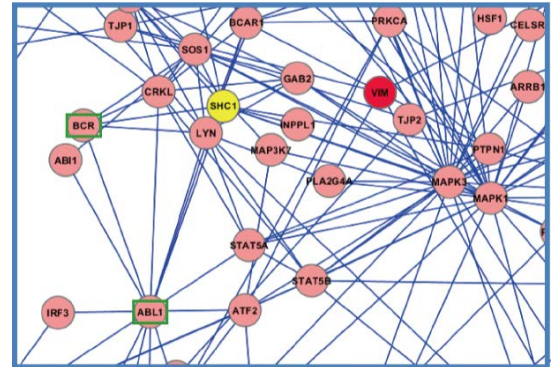 TJP1
BCAR1
PRKCA
HSF1
CELSR
SOS1
GAB2
CRKL
VIM
ARRB1
SHC1
TJP2
BCR
LYN
INPPL1
MAP3K7
PTPN1
ABI1
PLA2G4A
MAPK3
MAPK1
STAT5A
STAT5B
IRF3
ABL1
ATF2